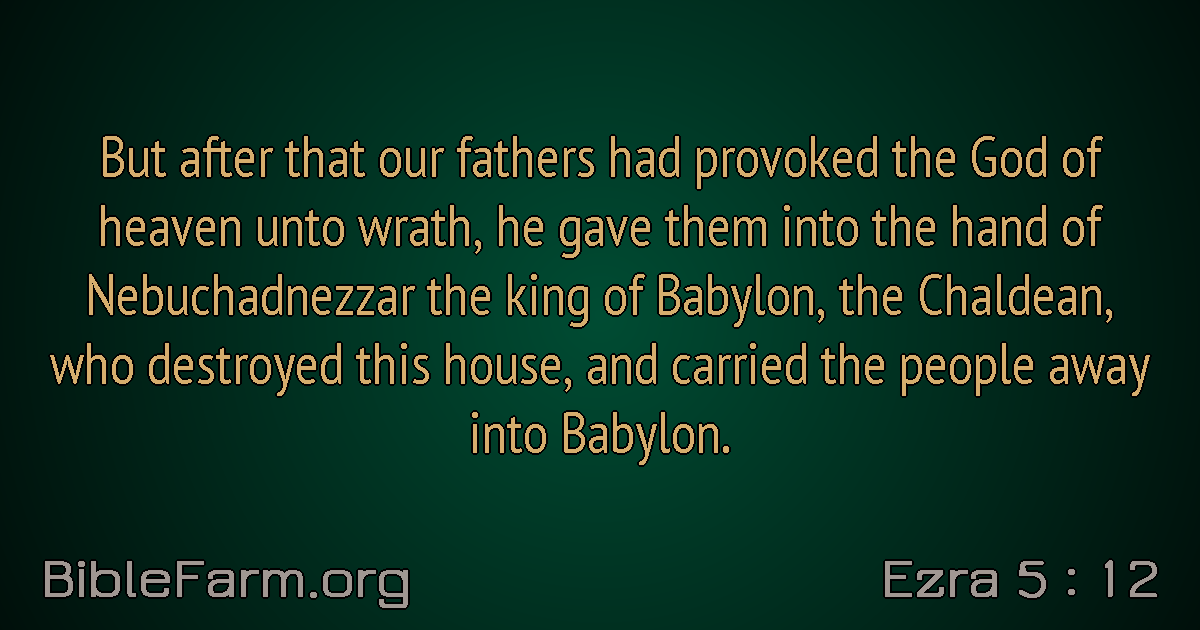 But after that our fathers had provoked the God of
heaven unto wrath, he gave them into the hand of
Nebuchadnezzar the king of Babylon, the Chaldean,
who destroyed this house, and carried the people away
into Babylon.
BibleFarm.org
Ezra 5 : 12